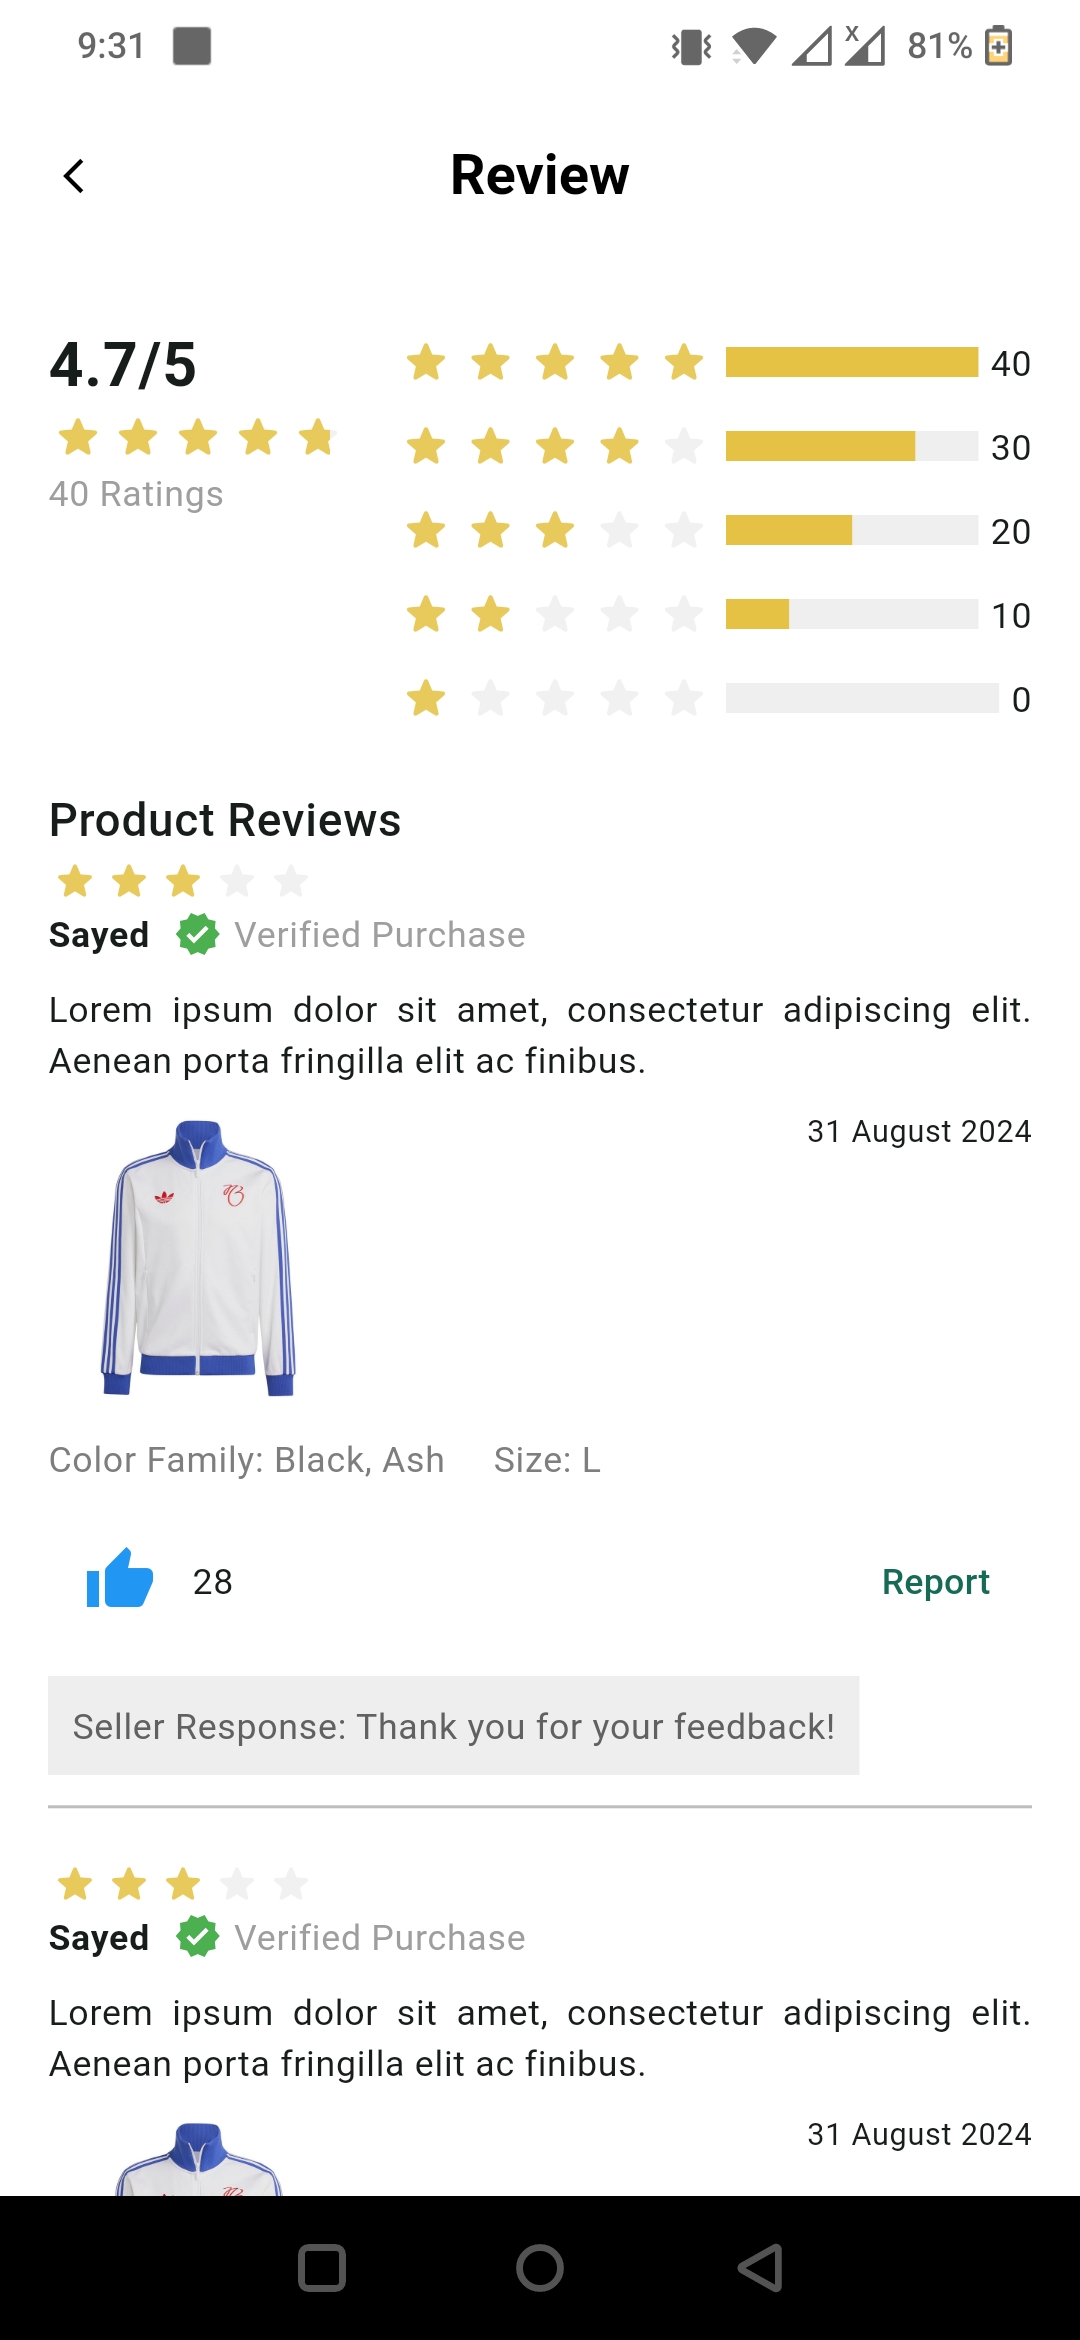 9:31
x
81%
Review
4.7/5
40 Ratings
40
30
20
10
0
Product Reviews
Sayed Verified Purchase
Lorem ipsum dolor sit amet, consectetur adipiscing elit.
Aenean porta fringilla elit ac finibus.
31 August 2024
Color Family: Black, Ash Size: L
28
Report
Seller Response: Thank you for your feedback!
Sayed Verified Purchase
Lorem ipsum dolor sit amet, consectetur adipiscing elit.
Aenean porta fringilla elit ac finibus.
31 August 2024